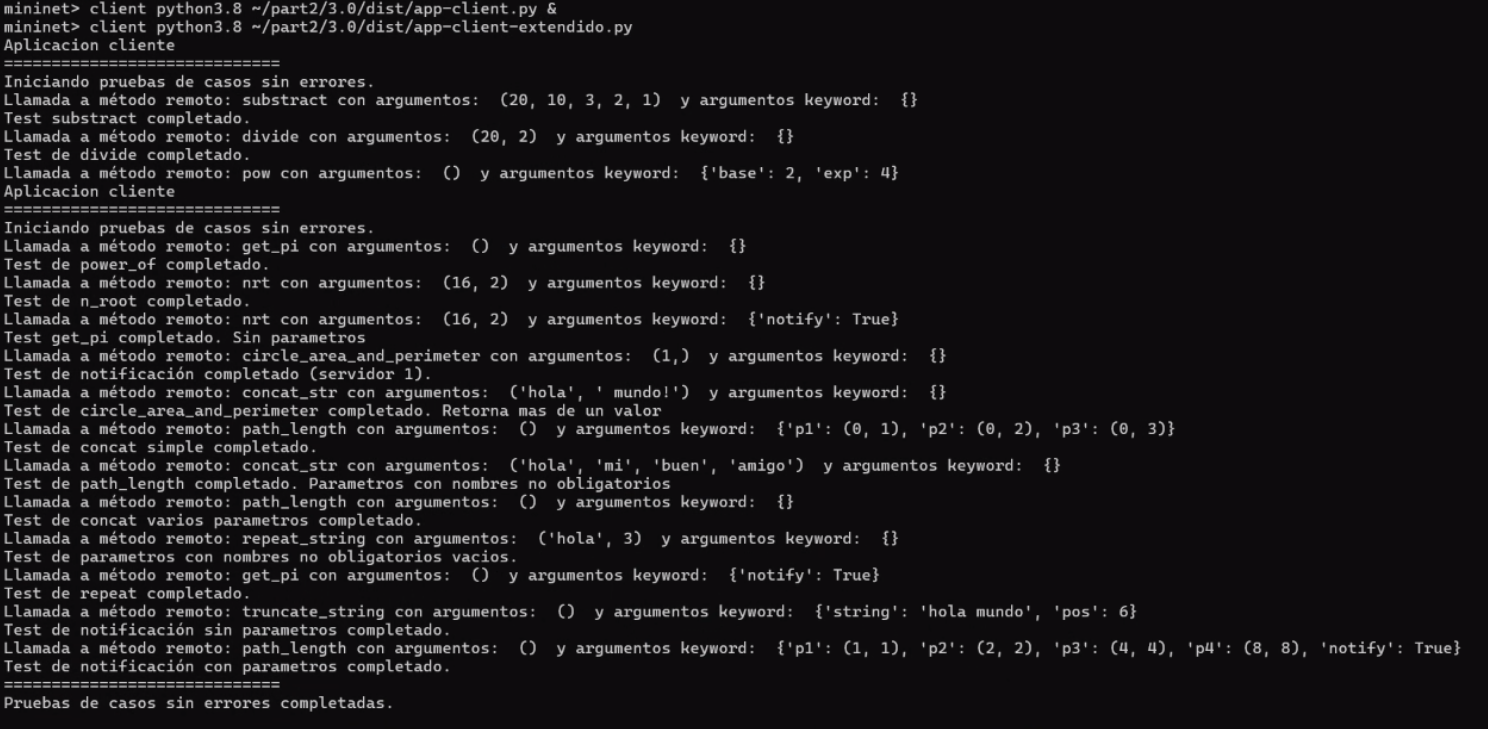 mininet> client python3.8 ~/part2/3.0/dist/app-client.py &
mininet> client python3.8 ~/part2/3.0/dist/app-client-extendido.py
Aplicacion cliente
=============================
Iniciando pruebas de casos sin errores.
Llamada a método remoto: substract con argumentos:  (20, 10, 3, 2, 1)  y argumentos keyword:  {}
Test substract completado.
Llamada a método remoto: divide con argumentos:  (20, 2)  y argumentos keyword:  {}
Test de divide completado.
Llamada a método remoto: pow con argumentos:  ()  y argumentos keyword:  {'base': 2, 'exp': 4}
Aplicacion cliente
=============================
Iniciando pruebas de casos sin errores.
Llamada a método remoto: get_pi con argumentos:  ()  y argumentos keyword:  {}
Test de power_of completado.
Llamada a método remoto: nrt con argumentos:  (16, 2)  y argumentos keyword:  {}
Test de n_root completado.
Llamada a método remoto: nrt con argumentos:  (16, 2)  y argumentos keyword:  {'notify': True}
Test get_pi completado. Sin parametros
Llamada a método remoto: circle_area_and_perimeter con argumentos:  (1,)  y argumentos keyword:  {}
Test de notificación completado (servidor 1).
Llamada a método remoto: concat_str con argumentos:  ('hola', ' mundo!')  y argumentos keyword:  {}
Test de circle_area_and_perimeter completado. Retorna mas de un valor
Llamada a método remoto: path_length con argumentos:  ()  y argumentos keyword:  {'p1': (0, 1), 'p2': (0, 2), 'p3': (0, 3)}
Test de concat simple completado.
Llamada a método remoto: concat_str con argumentos:  ('hola', 'mi', 'buen', 'amigo')  y argumentos keyword:  {}
Test de path_length completado. Parametros con nombres no obligatorios
Llamada a método remoto: path_length con argumentos:  ()  y argumentos keyword:  {}
Test de concat varios parametros completado.
Llamada a método remoto: repeat_string con argumentos:  ('hola', 3)  y argumentos keyword:  {}
Test de parametros con nombres no obligatorios vacios.
Llamada a método remoto: get_pi con argumentos:  ()  y argumentos keyword:  {'notify': True}
Test de repeat completado.
Llamada a método remoto: truncate_string con argumentos:  ()  y argumentos keyword:  {'string': 'hola mundo', 'pos': 6}
Test de notificación sin parametros completado.
Llamada a método remoto: path_length con argumentos:  ()  y argumentos keyword:  {'p1': (1, 1), 'p2': (2, 2), 'p3': (4, 4), 'p4': (8, 8), 'notify': True}
Test de notificación con parametros completado.
=============================
Pruebas de casos sin errores completadas.